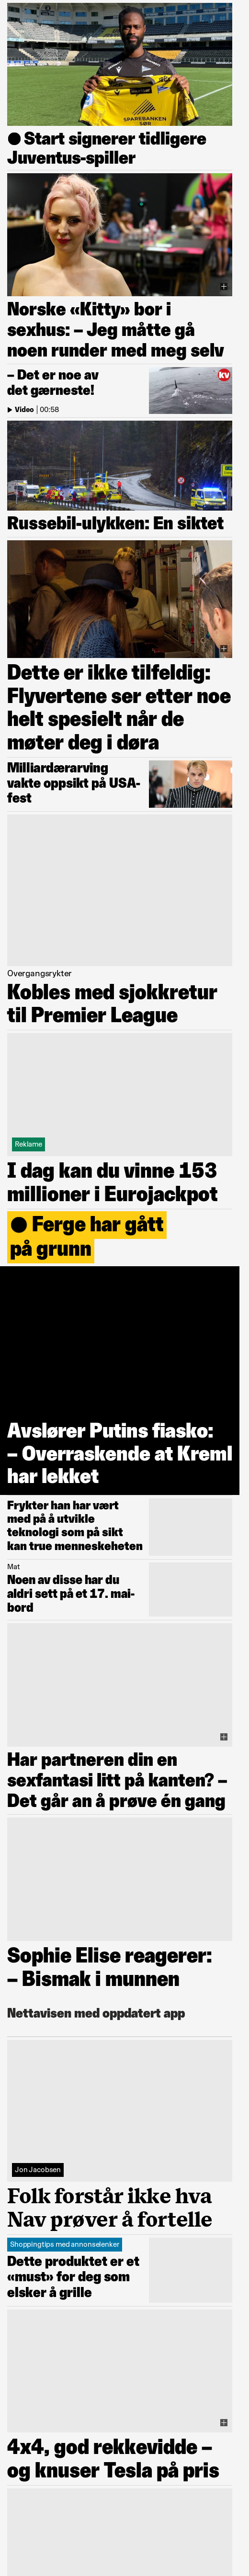 SPAREBANKEN
SØR
Start signerer tidligere
Juventus-spiller
Norske «Kitty» bor i
sexhus: – Jeg måtte gå
noen runder med meg selv
– Det er noe av
det gærneste!
Video | 00:58
KV
Russebil-ulykken: En siktet
Dette er ikke tilfeldig:
Flyvertene ser etter noe
helt spesielt når de
møter deg i døra
Milliardærarving
vakte oppsikt på USA-
fest
Overgangsrykter
Kobles med sjokkretur
til Premier League
Reklame
I dag kan du vinne 153
millioner i Eurojackpot
Ferge har gått
på grunn
Avslører Putins fiasko:
– Overraskende at Kreml
har lekket
Frykter han har vært
med på å utvikle
teknologi som på sikt
kan true menneskeheten
Mat
Noen av disse har du
aldri sett på et 17. mai-
bord
Har partneren din en
sexfantasi litt på kanten? –
Det går an å prøve én gang
Sophie Elise reagerer:
– Bismak i munnen
Nettavisen med oppdatert app
Jon Jacobsen
Folk forstår ikke hva
Nav prøver å fortelle
Shoppingtips med annonselenker
Dette produktet er et
«must» for deg som
elsker å grille
4x4, god rekkevidde –
og knuser Tesla på pris